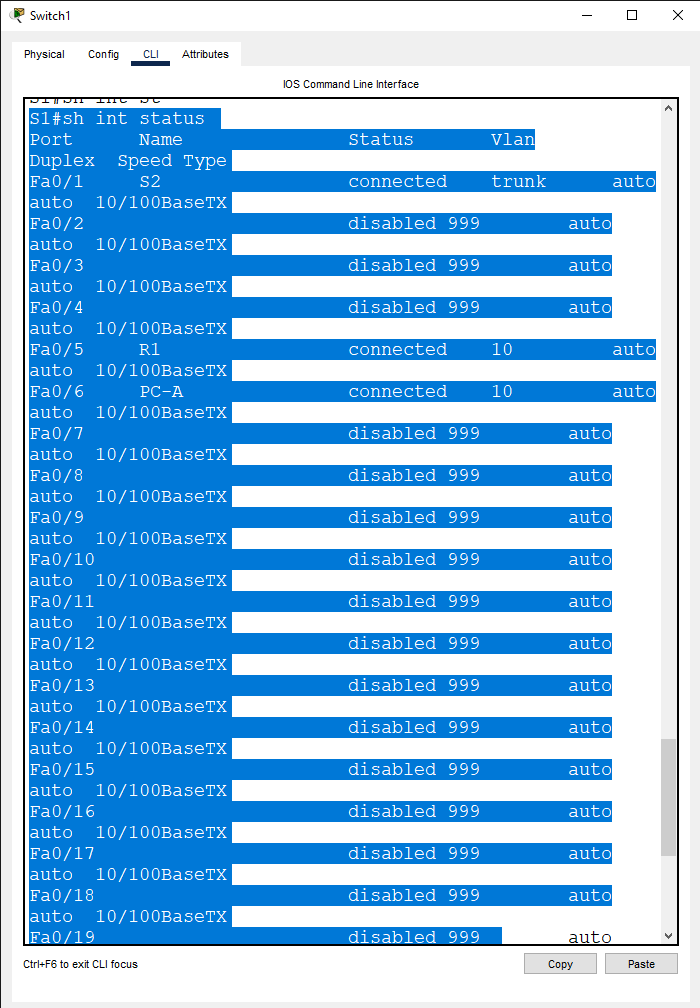 Switch1
Physical Config CLI Attributes
IOS Command Line Interface
S1#sh int st
S1#sh int status
Port Name Status Vlan
Duplex Speed Type
Fa0/1 S2 connected trunk auto
auto 10/100BaseTX
Fa0/2 disabled 999 auto
auto 10/100BaseTX
Fa0/3 disabled 999 auto
auto 10/100BaseTX
Fa0/4 disabled 999 auto
auto 10/100BaseTX
Fa0/5 R1 connected 10 auto
auto 10/100BaseTX
Fa0/6 PC-A connected 10 auto
auto 10/100BaseTX
Fa0/7 disabled 999 auto
auto 10/100BaseTX
Fa0/8 disabled 999 auto
auto 10/100BaseTX
Fa0/9 disabled 999 auto
auto 10/100BaseTX
Fa0/10 disabled 999 auto
auto 10/100BaseTX
Fa0/11 disabled 999 auto
auto 10/100BaseTX
Fa0/12 disabled 999 auto
auto 10/100BaseTX
Fa0/13 disabled 999 auto
auto 10/100BaseTX
Fa0/14 disabled 999 auto
auto 10/100BaseTX
Fa0/15 disabled 999 auto
auto 10/100BaseTX
Fa0/16 disabled 999 auto
auto 10/100BaseTX
Fa0/17 disabled 999 auto
auto 10/100BaseTX
Fa0/18 disabled 999 auto
auto 10/100BaseTX
Fa0/19 disabled 999 auto
Ctrl+F6 to exit CLI focus
Copy Paste